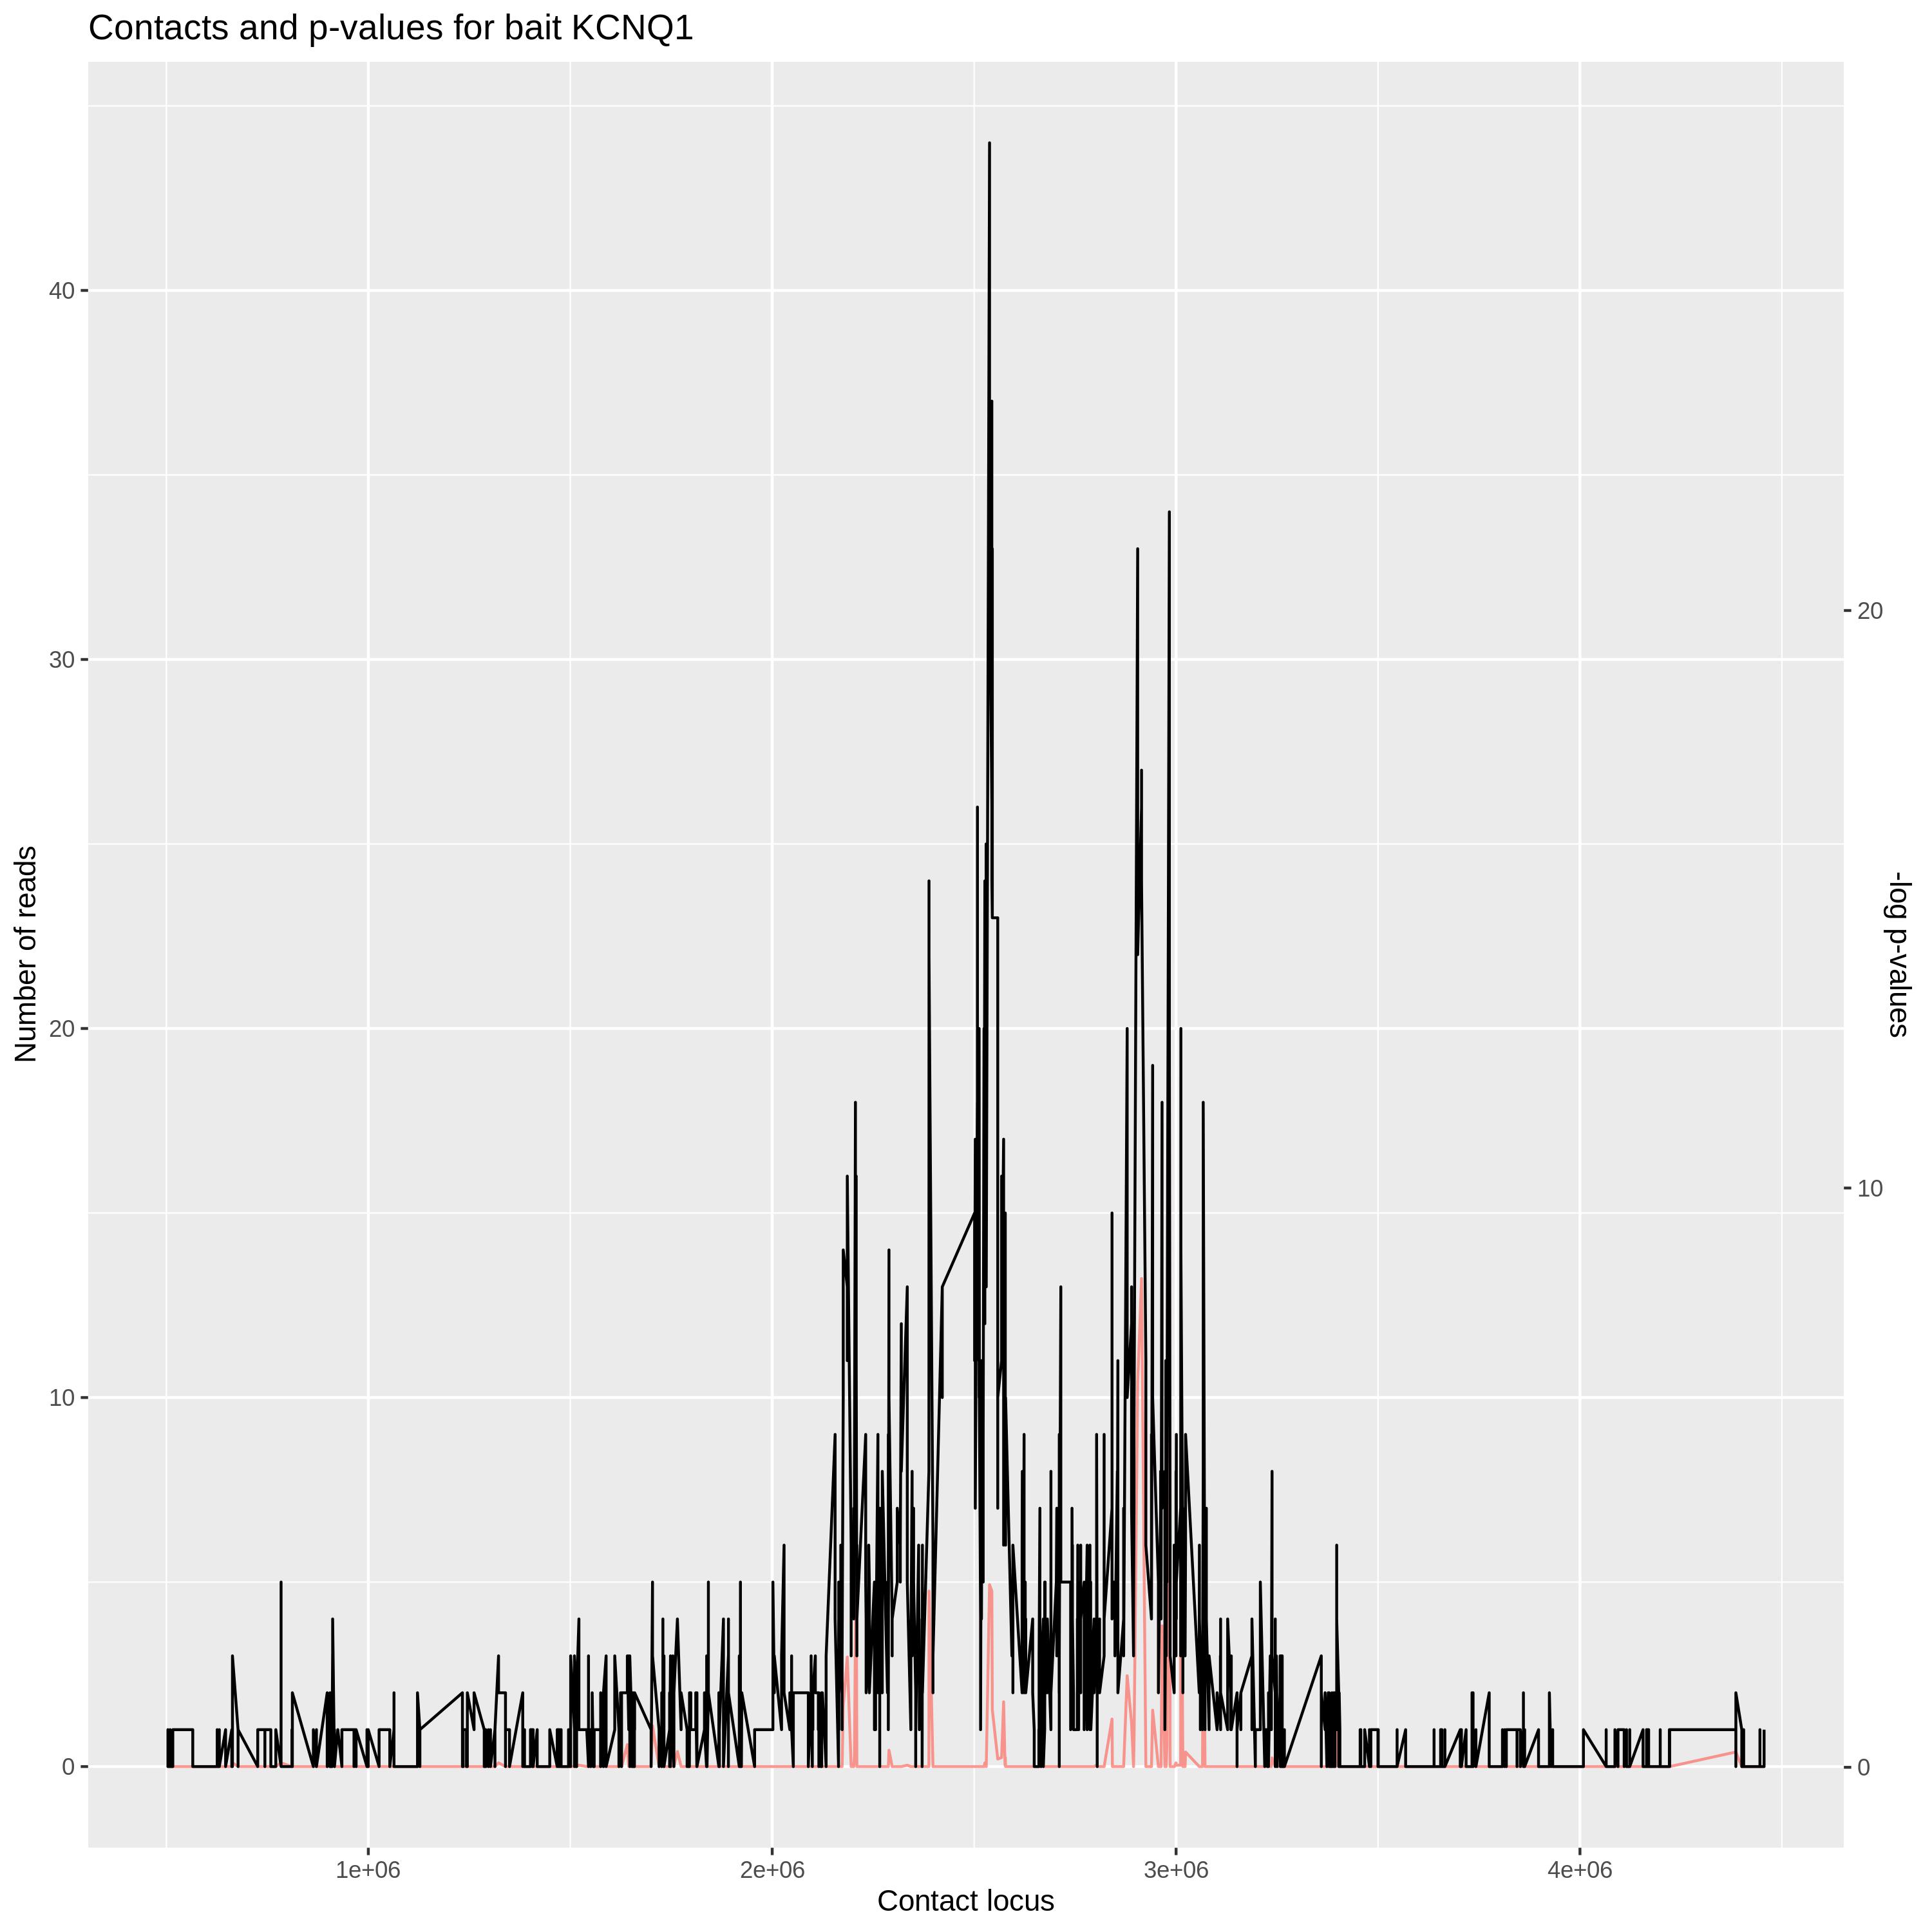 Contacts and p-values for bait KCNQ1
Number of reads
40
30
20
10
0
20
10
0
-log p-values
1e+06
2e+06
3e+06
4e+06
Contact locus